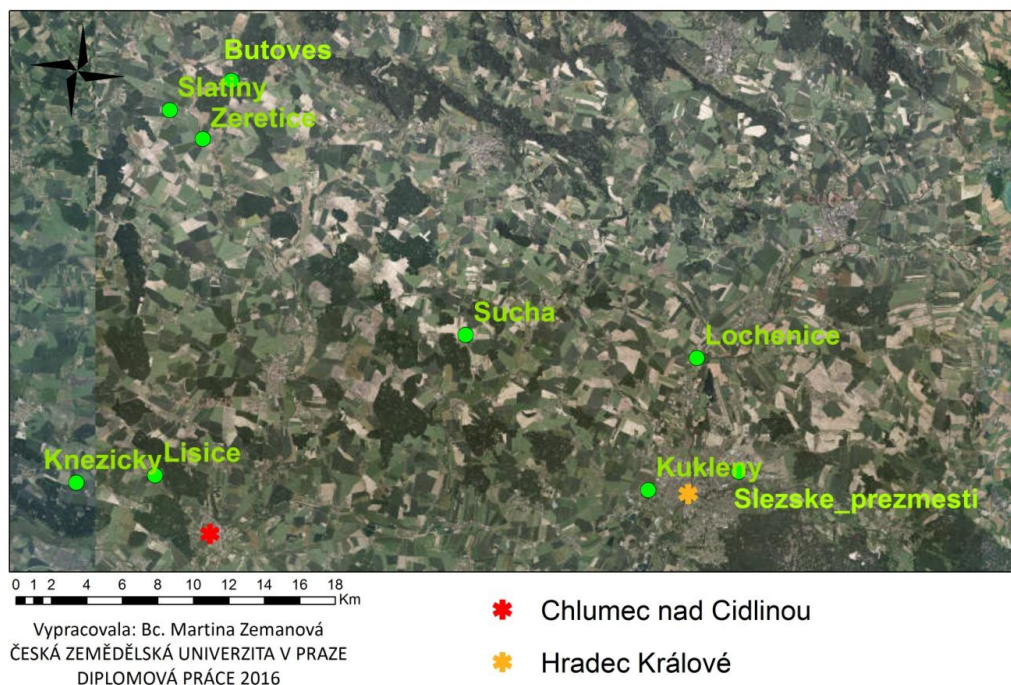 Butoves
Slatiny
Zeretice
Sucha
Lochenice
Knezicky
Lisice
Kukleny
Slezske_prezmesti
0 1 2 4 6 8 10 12 14 16 18
Km
Vypracovala: Bc. Martina Zemanová
ČESKÁ ZEMĚDĚLSKÁ UNIVERZITA V PRAZE
DIPLOMOVÁ PRÁCE 2016
Chlumec nad Cidlinou
Hradec Králové